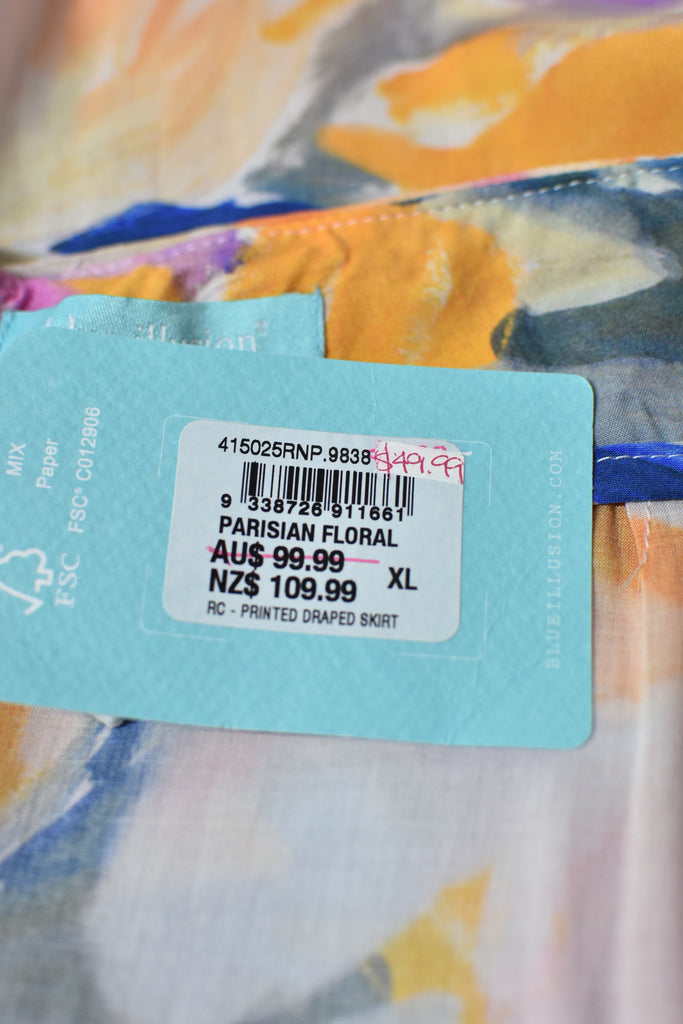 MIX
Paper
FSC® C012906
FSC
415025RNP.9838
$49.99
9 338726 911661
PARISIAN FLORAL
AU$ 99.99
NZ$ 109.99
XL
RC - PRINTED DRAPED SKIRT
BLUEILLUSION.COM